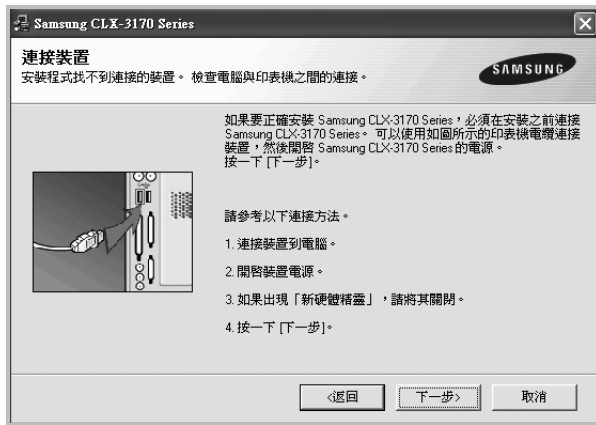 Samsung CLX-3170 Series
連接裝置
安裝程式找不到連接的裝置。 檢查電腦與印表機之間的連接。
SAMSUNG
如果要正確安裝 Samsung CLX-3170 Series，必須在安裝之前連接
Samsung CLX-3170 Series。 可以使用如圖所示的印表機電纜連接
裝置，然後開啓 Samsung CLX-3170 Series 的電源。
按一下 [下一步]。
請參考以下連接方法。
1. 連接裝置到電腦。
2. 開啓裝置電源。
3. 如果出現「新硬體精靈」，請將其關閉。
4. 按一下 [下一步]。
<返回
下一步>
取消